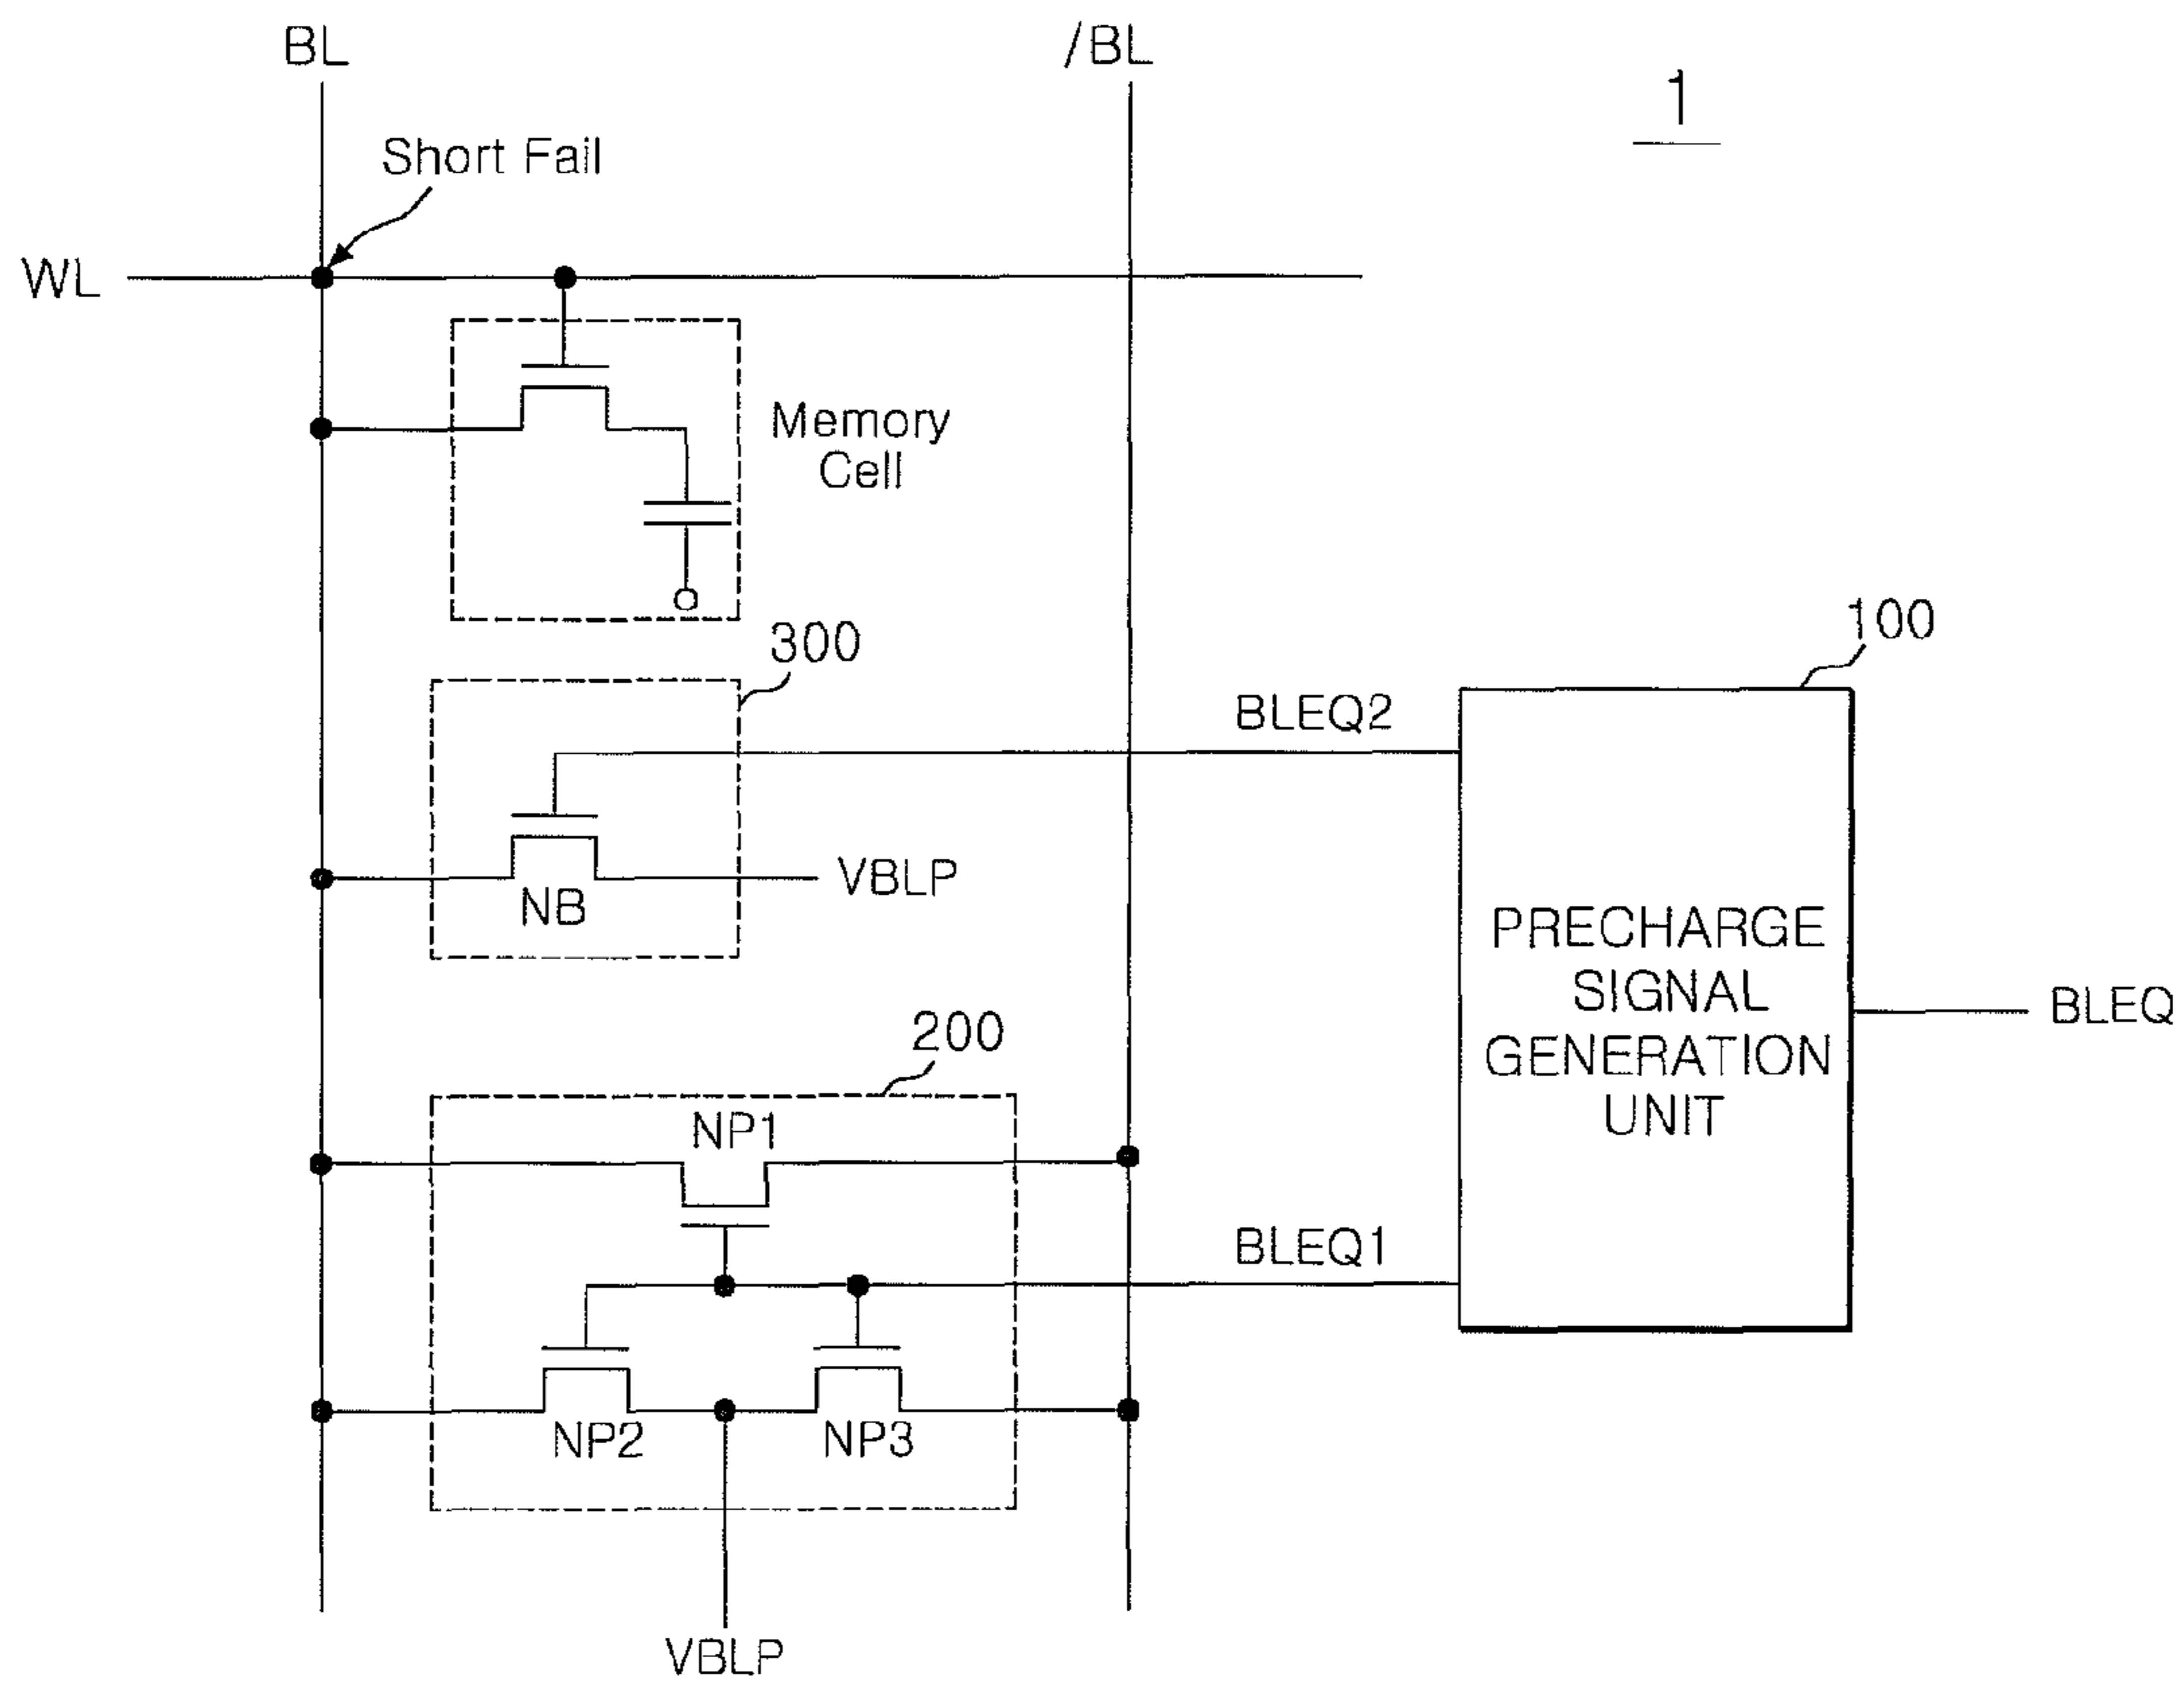 BL
/BL
1
Short Fail
WL
Memory
Cell
300
100
BLEQ2
VBLP
NB
PRECHARGE
SIGNAL
GENERATION
UNIT
BLEQ
200
NP1
BLEQ1
NP2
NP3
VBLP